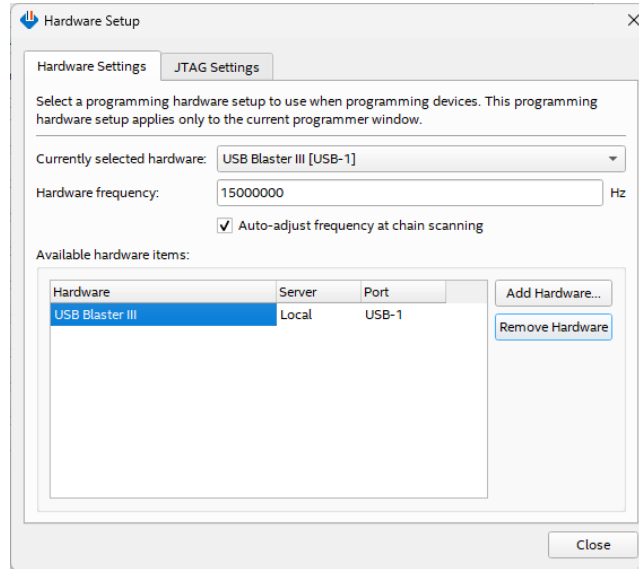 Hardware Setup
Hardware Settings
JTAG Settings
Select a programming hardware setup to use when programming devices. This programming
hardware setup applies only to the current programmer window.
Currently selected hardware: USB Blaster III [USB-1]
Hardware frequency: 15000000 Hz
Auto-adjust frequency at chain scanning
Available hardware items:
Hardware Server Port
USB Blaster III Local USB-1
Add Hardware...
Remove Hardware
Close